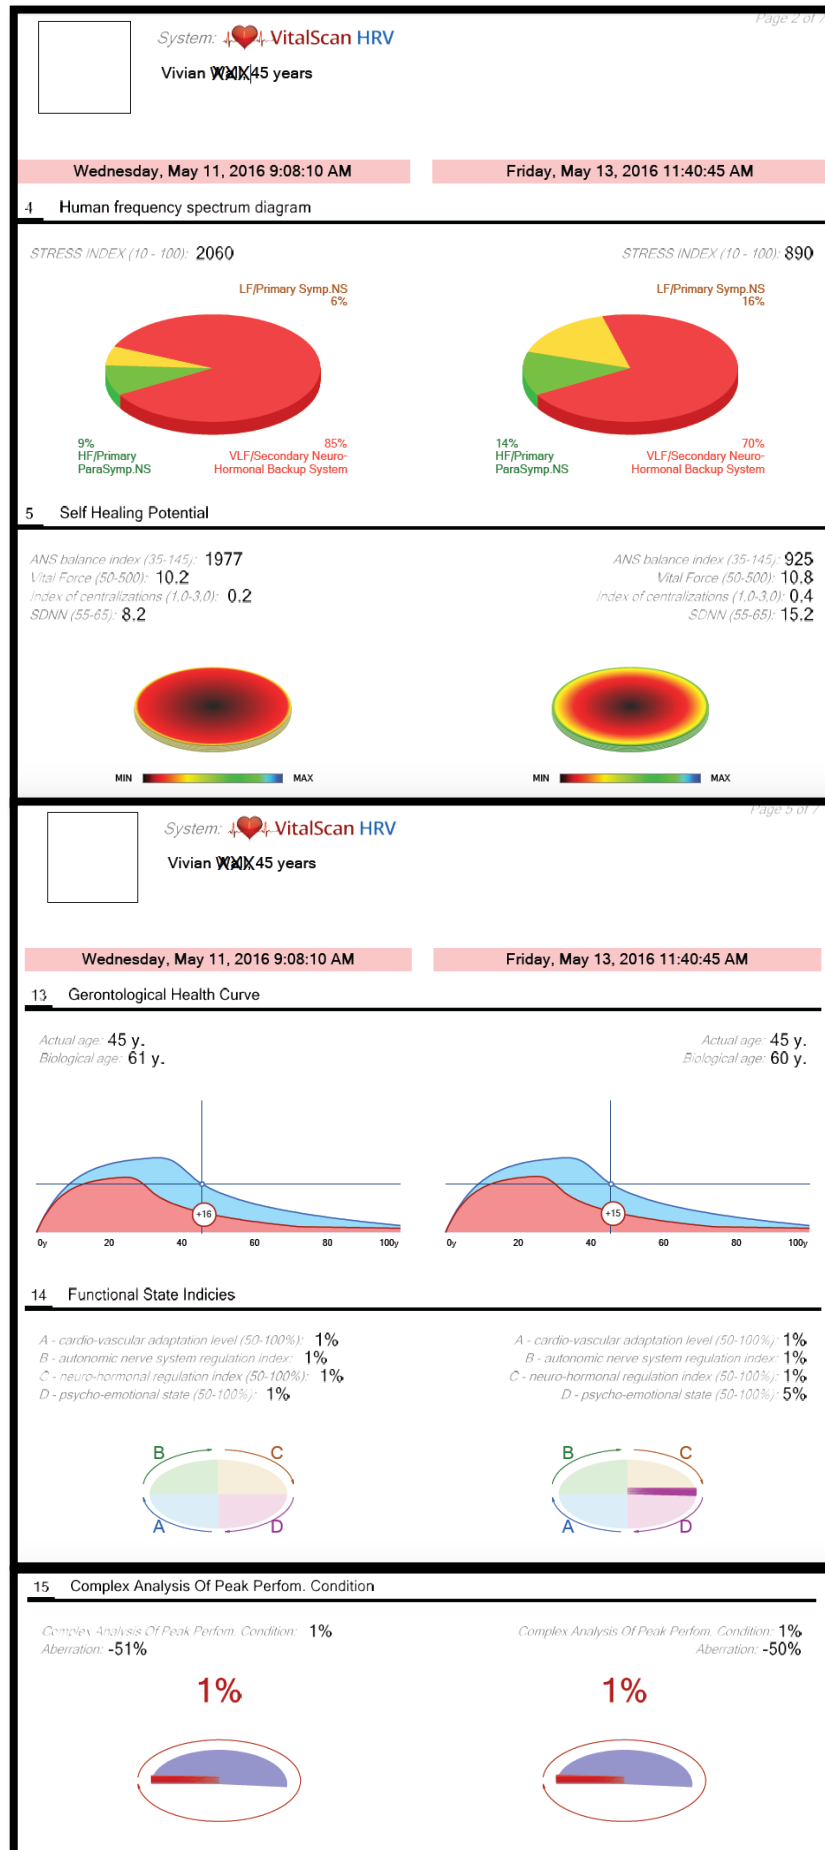 Page 2 of 7
System: VitalScan HRV
Vivian XXX 45 years
Wednesday, May 11, 2016 9:08:10 AM Friday, May 13, 2016 11:40:45 AM
4 Human frequency spectrum diagram
STRESS INDEX (10 - 100): 2060 STRESS INDEX (10 - 100): 890
LF/Primary Symp.NS LF/Primary Symp.NS
6% 16%
9% 85% 14% 70%
HF/Primary VLF/Secondary Neuro- HF/Primary VLF/Secondary Neuro-
ParaSymp.NS Hormonal Backup System ParaSymp.NS Hormonal Backup System
5 Self Healing Potential
ANS balance index (35-145): 1977 ANS balance index (35-145): 925
Vital Force (50-500): 10.2 Vital Force (50-500): 10.8
Index of centralizations (1,0-3,0): 0.2 Index of centralizations (1,0-3,0): 0.4
SDNN (55-65): 8.2 SDNN (55-65): 15.2
MIN MAX MIN MAX
Page 5 of 7
System: VitalScan HRV
Vivian XXX 45 years
Wednesday, May 11, 2016 9:08:10 AM Friday, May 13, 2016 11:40:45 AM
13 Gerontological Health Curve
Actual age: 45 y. Actual age: 45 y.
Biological age: 61 y. Biological age: 60 y.
+16 +15
0y 20 40 60 80 100y 0y 20 40 60 80 100y
14 Functional State Indicies
A - cardio-vascular adaptation level (50-100%): 1% A - cardio-vascular adaptation level (50-100%): 1%
B - autonomic nerve system regulation index: 1% B - autonomic nerve system regulation index: 1%
C - neuro-hormonal regulation index (50-100%): 1% C - neuro-hormonal regulation index (50-100%): 1%
D - psycho-emotional state (50-100%): 1% D - psycho-emotional state (50-100%): 5%
B C B C
A D A D
15 Complex Analysis Of Peak Perfom. Condition
Complex Analysis Of Peak Perfom. Condition: 1% Complex Analysis Of Peak Perfom. Condition: 1%
Aberration: -51% Aberration: -50%
1% 1%